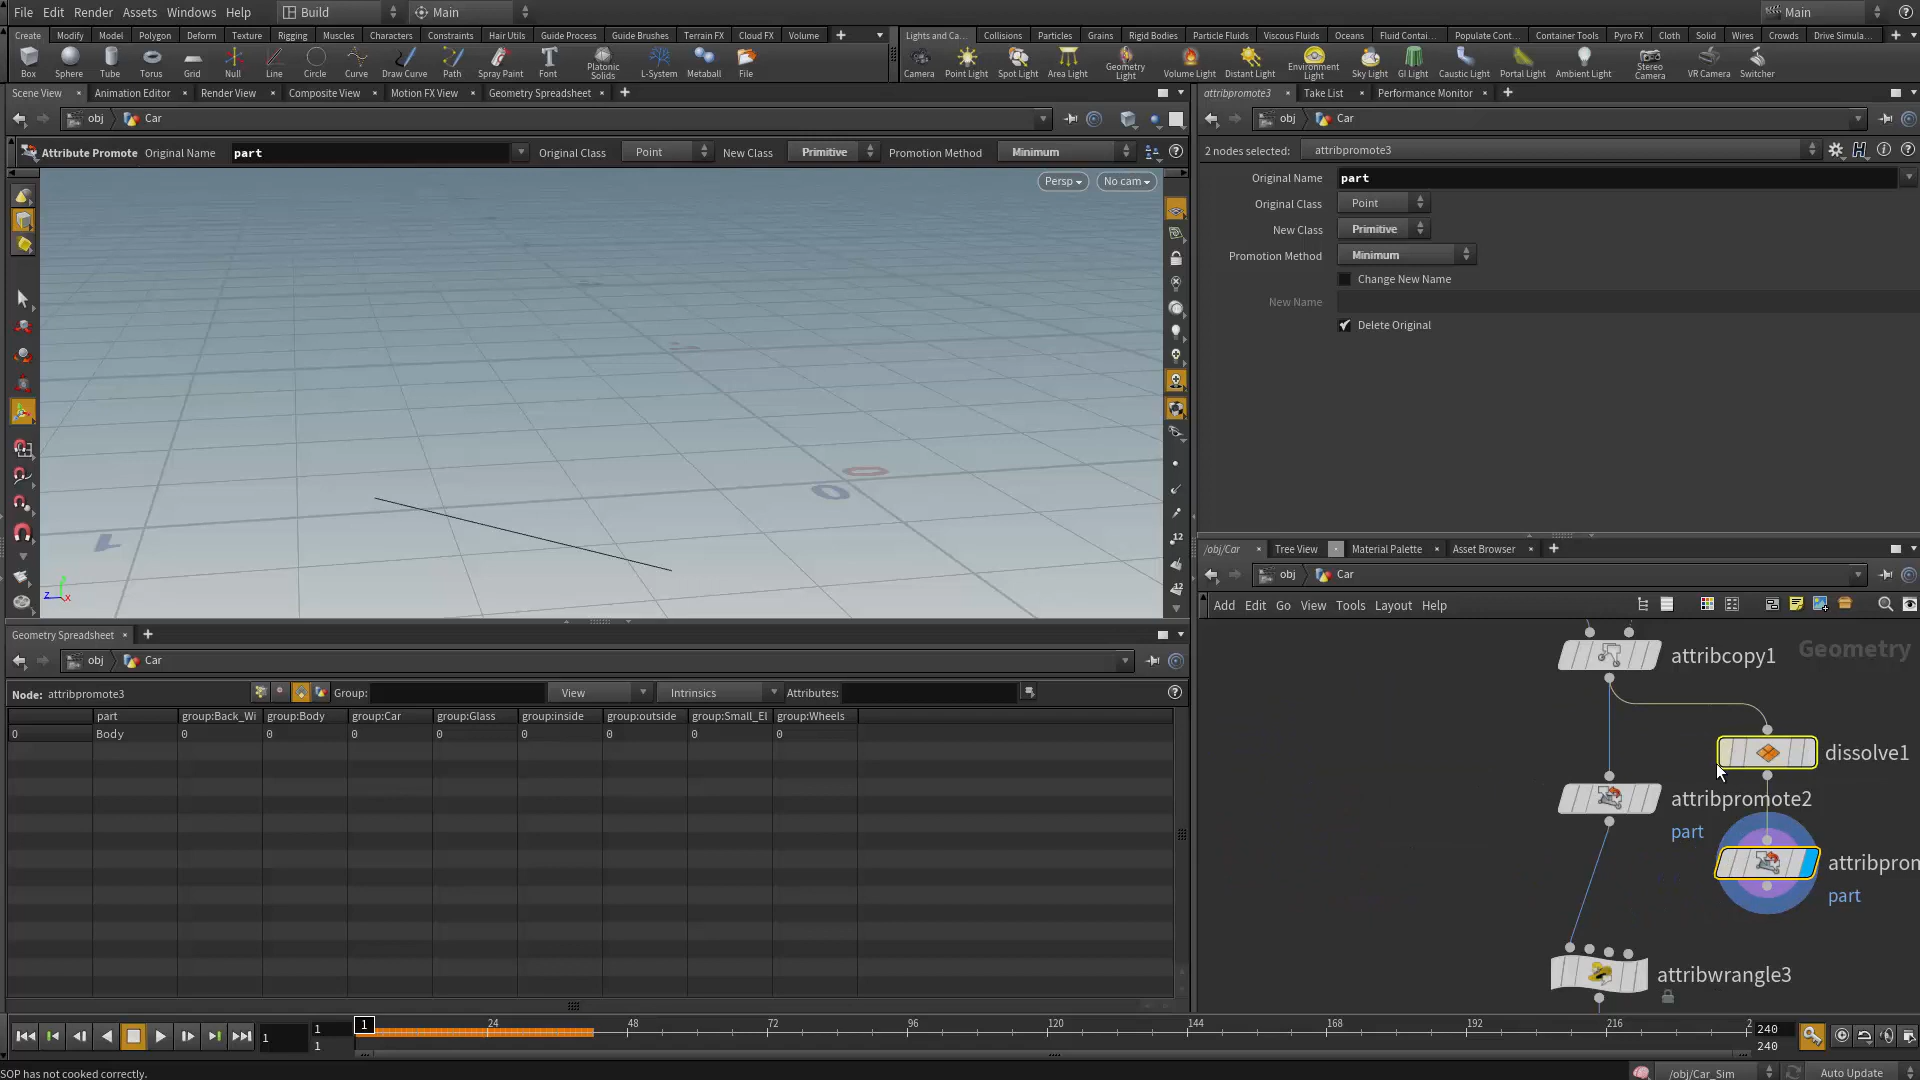 File Edit Render Assets Windows Help Build Main Main
Create Modify Model Polygon Deform Texture Rigging Muscles Characters Constraints Hair Utils Guide Process Guide Brushes Terrain FX Cloud FX Volume
Lights and Ca... Collisions Particles Grains Rigid Bodies Particle Fluids Viscous Fluids Oceans Fluid Contai... Populate Cont... Container Tools Pyro FX Cloth Solid Wires Crowds Drive Simula...
Box Sphere Tube Torus Grid Null Line Circle Curve Draw Curve Path Spray Paint Font Platonic Solids L-System Metaball File
Camera Point Light Spot Light Area Light Geometry Light Volume Light Distant Light Environment Light Sky Light GI Light Caustic Light Portal Light Ambient Light Stereo Camera VR Camera Switcher
Scene View Animation Editor Render View Composite View Motion FX View Geometry Spreadsheet
obj Car
Attribute Promote Original Name part Original Class Point New Class Primitive Promotion Method Minimum
Persp No cam
1
0
0
z x
12
12
attribpromote3 Take List Performance Monitor
obj Car
2 nodes selected: attribpromote3
Original Name part
Original Class Point
New Class Primitive
Promotion Method Minimum
Change New Name
New Name
Delete Original
/obj/Car Tree View Material Palette Asset Browser
obj Car
Add Edit Go View Tools Layout Help
Geometry
attribcopy1
dissolve1
attribpromote2
part
attribpron
part
attribwrangle3
Geometry Spreadsheet
obj Car
Node: attribpromote3 Group: View Intrinsics Attributes:
part group:Back_Wi group:Body group:Car group:Glass group:inside group:outside group:Small_El group:Wheels
0 Body 0 0 0 0 0 0 0 0
1 1 1 1 24 48 72 96 120 144 168 192 216 2 240
240
SOP has not cooked correctly. /obj/Car_Sim Auto Update